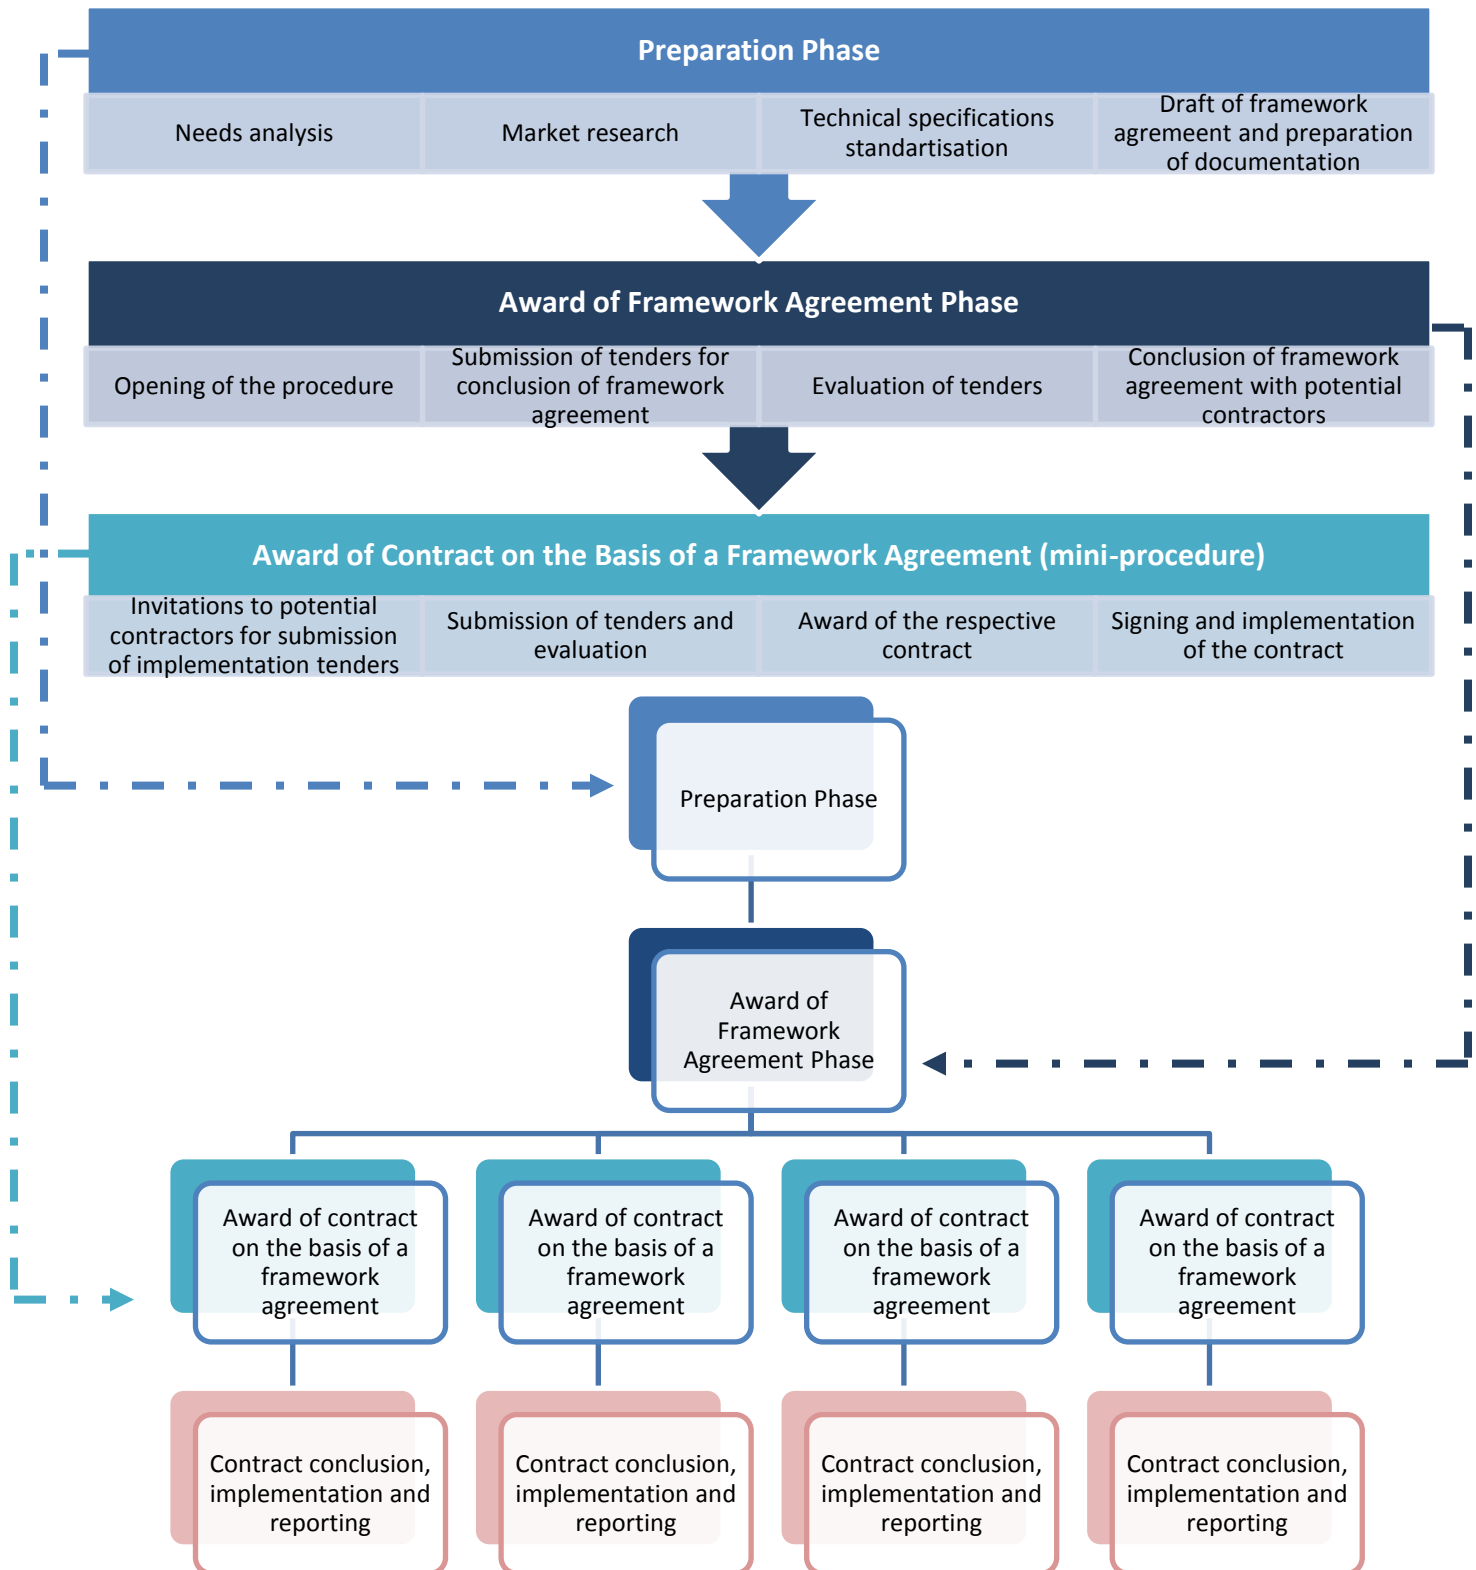 Preparation Phase
Needs analysis
Market research
Technical specifications
standartisation
Draft of framework
agremeent and preparation
of documentation
Award of Framework Agreement Phase
Opening of the procedure
Submission of tenders for
conclusion of framework
agreement
Evaluation of tenders
Conclusion of framework
agreement with potential
contractors
Award of Contract on the Basis of a Framework Agreement (mini-procedure)
Invitations to potential
contractors for submission
of implementation tenders
Submission of tenders and
evaluation
Award of the respective
contract
Signing and implementation
of the contract
Preparation Phase
Award of
Framework
Agreement Phase
Award of contract
on the basis of a
framework
agreement
Award of contract
on the basis of a
framework
agreement
Award of contract
on the basis of a
framework
agreement
Award of contract
on the basis of a
framework
agreement
Contract conclusion,
implementation and
reporting
Contract conclusion,
implementation and
reporting
Contract conclusion,
implementation and
reporting
Contract conclusion,
implementation and
reporting